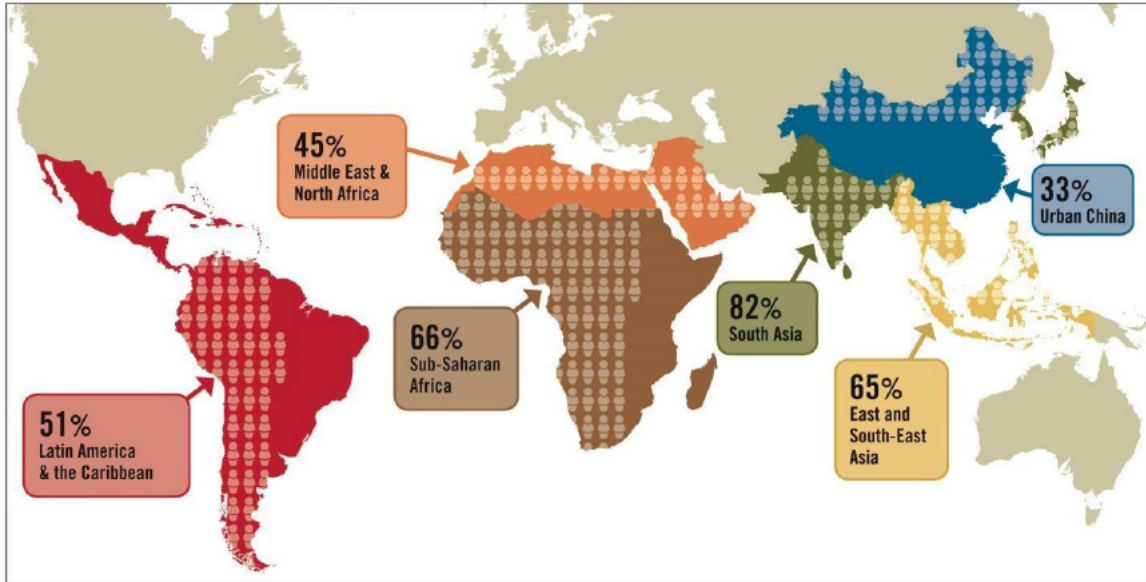 45%
Middle East &
North Africa
33%
Urban China
82%
South Asia
66%
Sub-Saharan
Africa
65%
East and
South-East
Asia
51%
Latin America
& the Caribbean